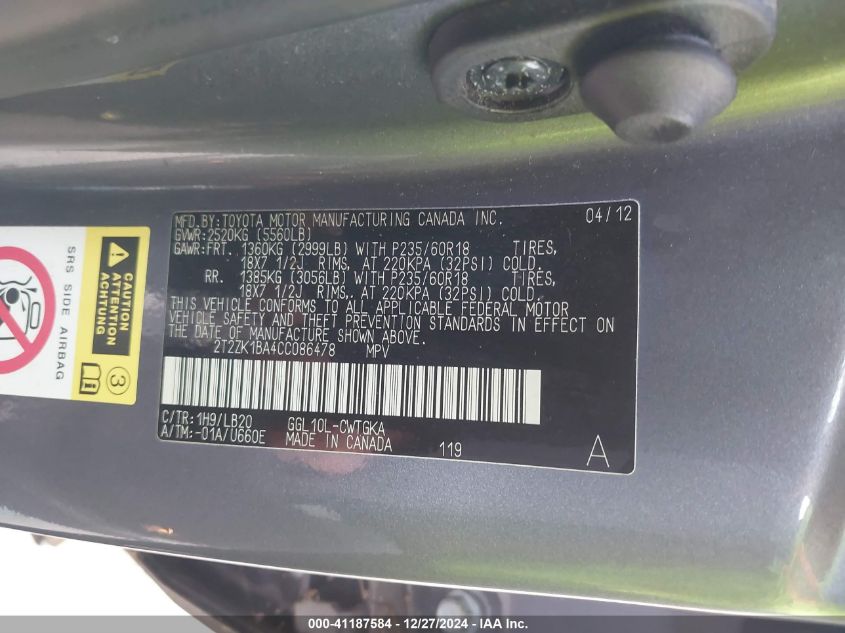 MFD.BY:TOYOTA MOTOR MANUFACTURING CANADA INC. 04/12
GVWR:2520KG (5560LB)
GAWR:FRT. 1360KG (2999LB) WITH P235/60R18 TIRES,
18X7 1/2J RIMS, AT 220KPA (32PSI) COLD.
RR. 1385KG (3056LB) WITH P235/60R18 TIRES,
18X7 1/2J RIMS, AT 220KPA (32PSI) COLD.
THIS VEHICLE CONFORMS TO ALL APPLICABLE FEDERAL MOTOR
VEHICLE SAFETY AND THEFT PREVENTION STANDARDS IN EFFECT ON
THE DATE OF MANUFACTURE SHOWN ABOVE.
2T2ZK1BA4CC086478 MPV
C/TR:1H9/LB20 GGL10L-CWTGKA
A/TM:-01A/U660E MADE IN CANADA 119 A
SRS SIDE AIRBAG
CAUTION
ATTENTION
ACHTUNG
3
000-41187584 - 12/27/2024 - IAA Inc.